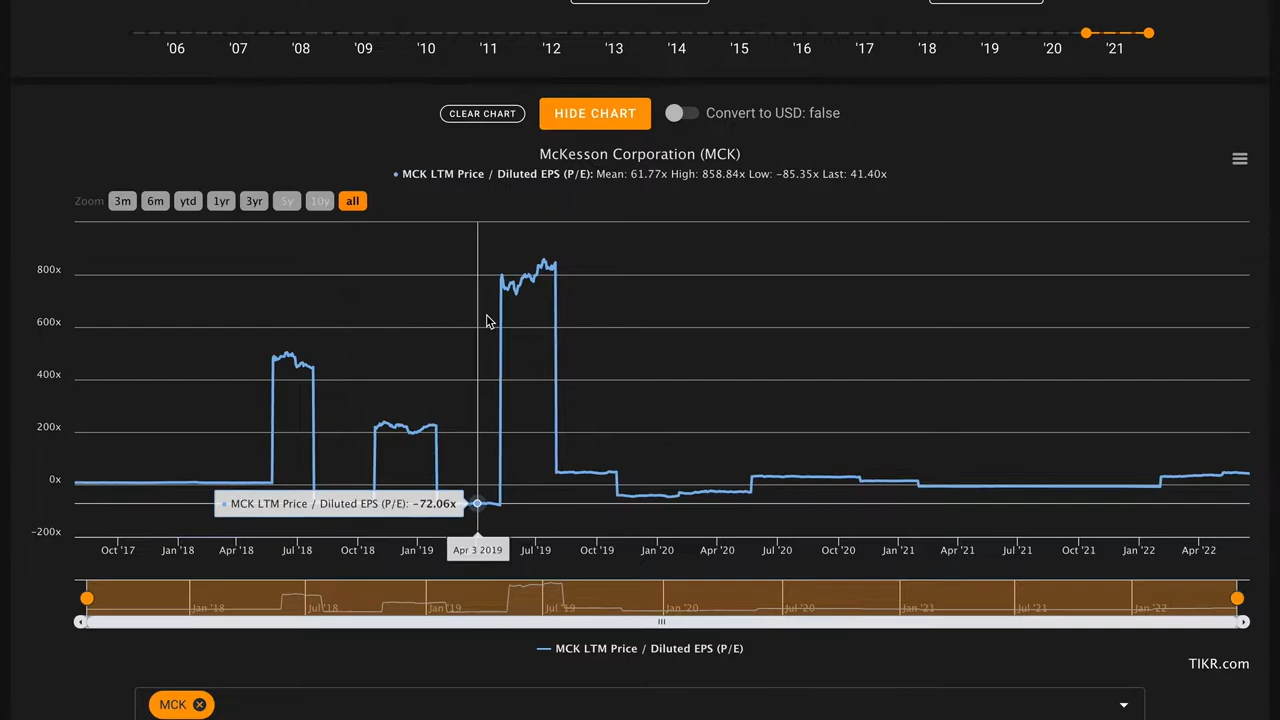 '06 '07 '08 '09 '10 '11 '12 '13 '14 '15 '16 '17 '18 '19 '20 '21
CLEAR CHART HIDE CHART Convert to USD: false
McKesson Corporation (MCK)
• MCK LTM Price / Diluted EPS (P/E): Mean: 61.77x High: 858.84x Low: -85.35x Last: 41.40x
Zoom 3m 6m ytd 1yr 3yr 5y 10y all
800x
600x
400x
200x
0x
MCK LTM Price / Diluted EPS (P/E): -72.06x
-200x
Oct '17 Jan '18 Apr '18 Jul '18 Oct '18 Jan '19 Apr 3 2019 Jul '19 Oct '19 Jan '20 Apr '20 Jul '20 Oct '20 Jan '21 Apr '21 Jul '21 Oct '21 Jan '22 Apr '22
Jan '18 Jul '18 Jan '19 Jul '19 Jan '20 Jul '20 Jan '21 Jul '21 Jan '22
MCK LTM Price / Diluted EPS (P/E)
TIKR.com
MCK